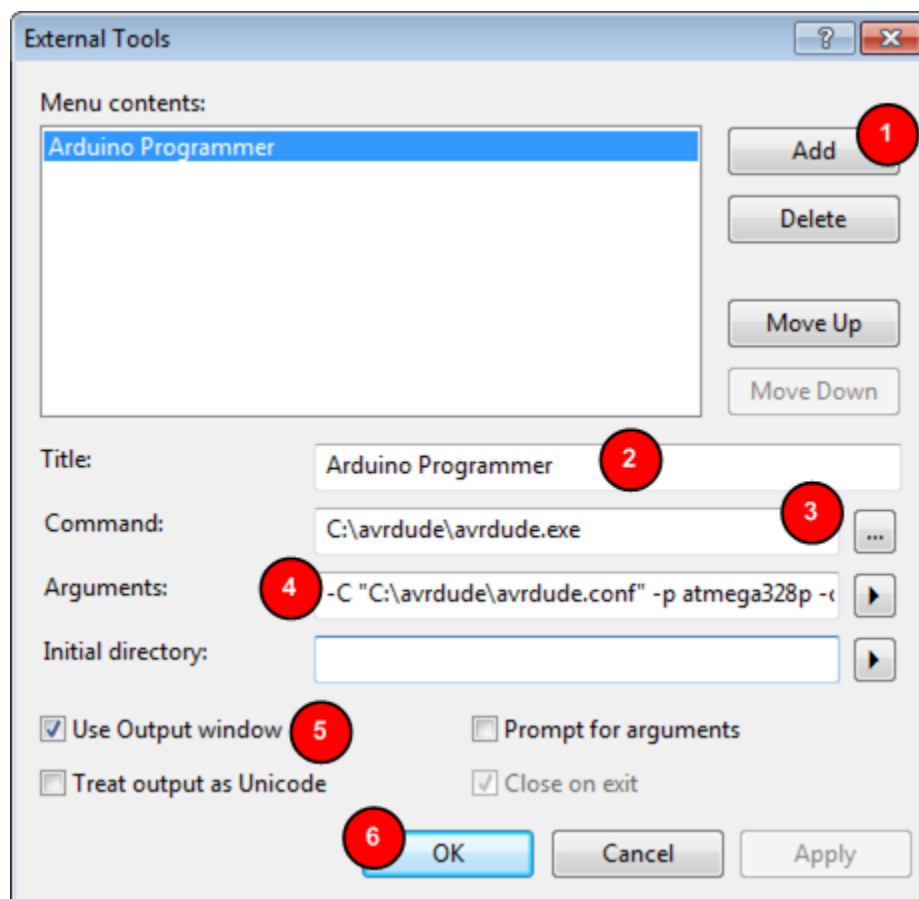 External Tools
?
Menu contents:
Arduino Programmer
Add
1
Delete
Move Up
Move Down
Title:
Arduino Programmer
2
Command:
C:\avrdude\avrdude.exe
3
...
Arguments:
4
-C "C:\avrdude\avrdude.conf" -p atmega328p -c
Initial directory:
Use Output window
5
Prompt for arguments
Treat output as Unicode
Close on exit
6
OK
Cancel
Apply